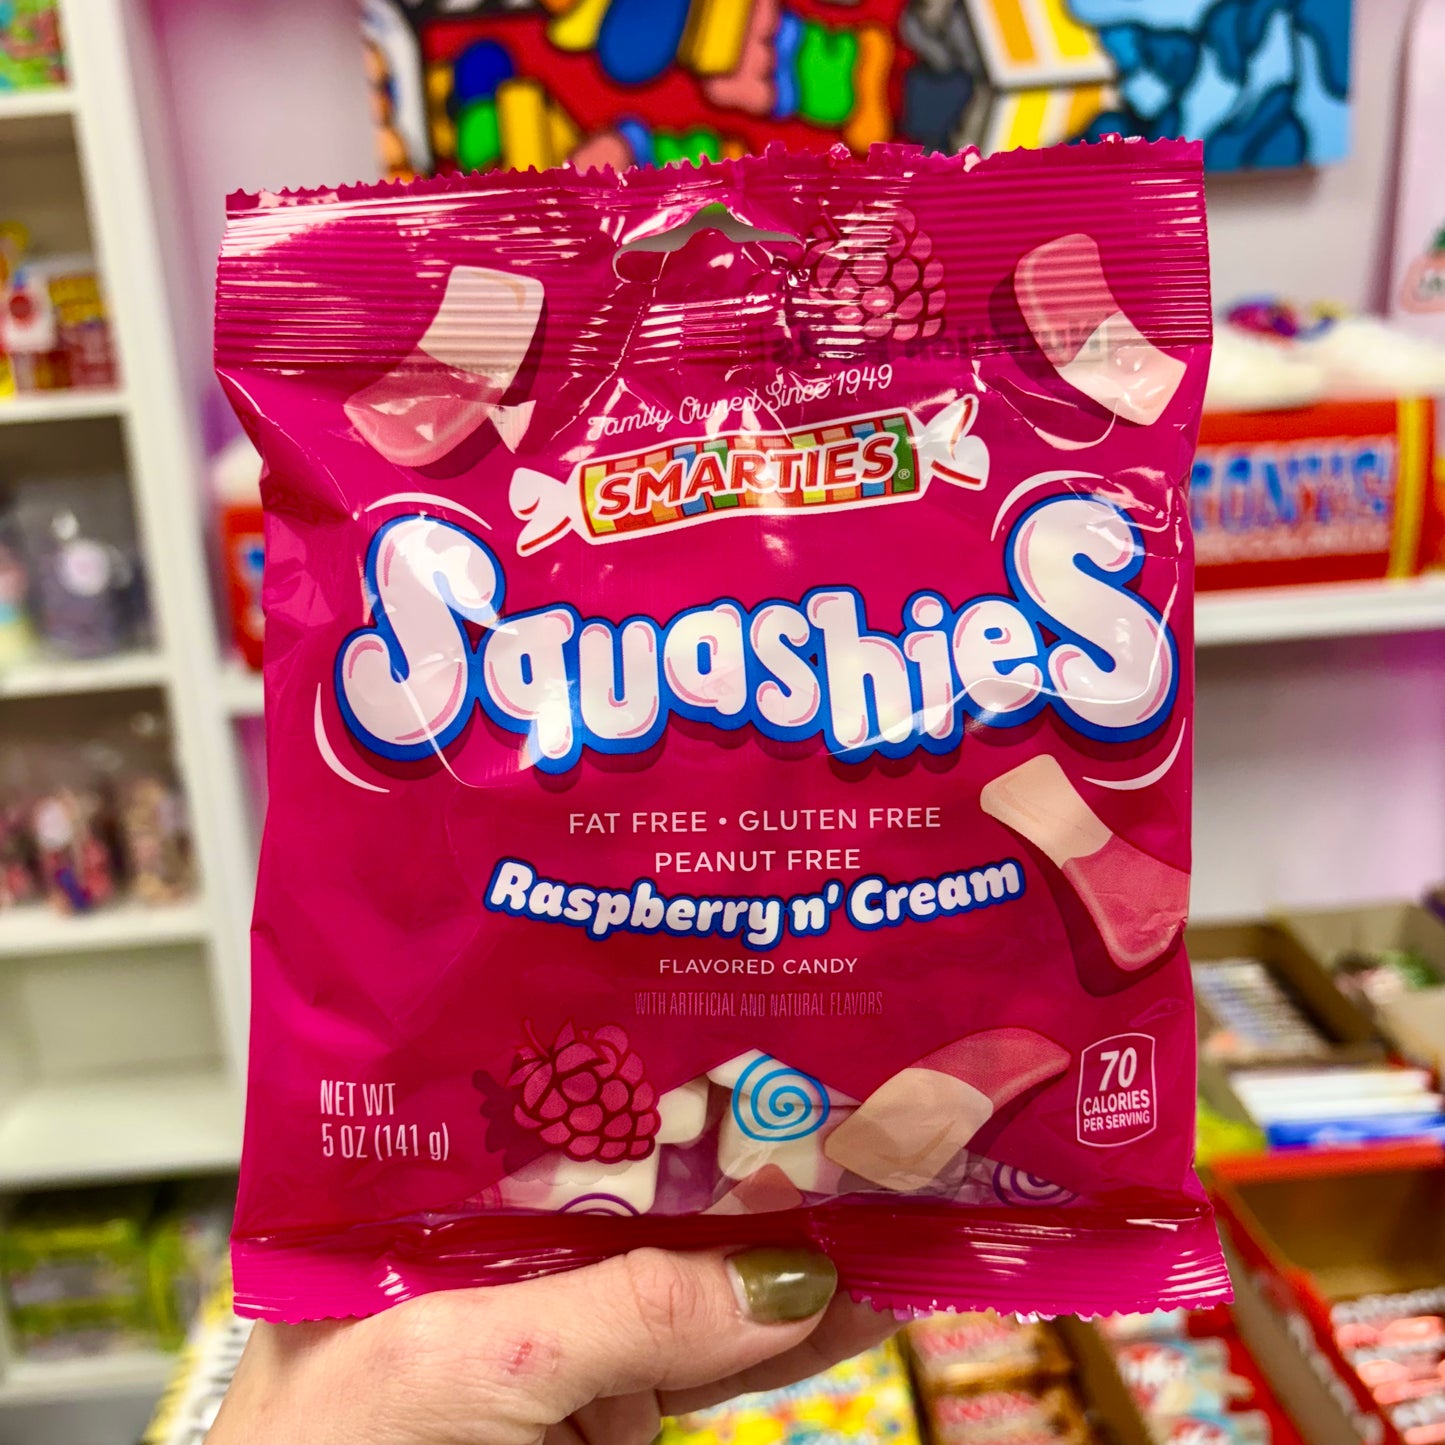 Family Owned Since 1949
SMARTIES®
SquashieS
FAT FREE • GLUTEN FREE
PEANUT FREE
Raspberry n' Cream
FLAVORED CANDY
WITH ARTIFICIAL AND NATURAL FLAVORS
NET WT
5 OZ (141 g)
70
CALORIES
PER SERVING